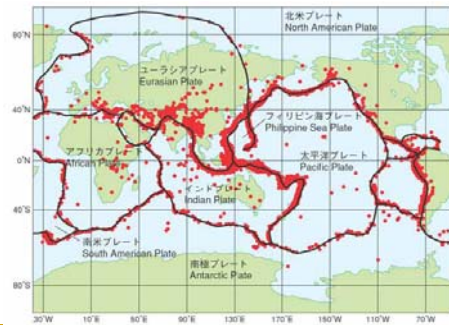 北米プレート
North American Plate
80°N
ユーラシアプレート
Eurasian Plate
40°N
フィリピン海プレート
Philippine Sea Plate
アフリカプレート
African Plate
太平洋プレート
Pacific Plate
0°N
インドプレート
Indian Plate
40°S
南米プレート
South American Plate
南極プレート
Antarctic Plate
80°S
30°W
10°E
50°E
90°E
130°E
170°E
150°W
110°W
70°W